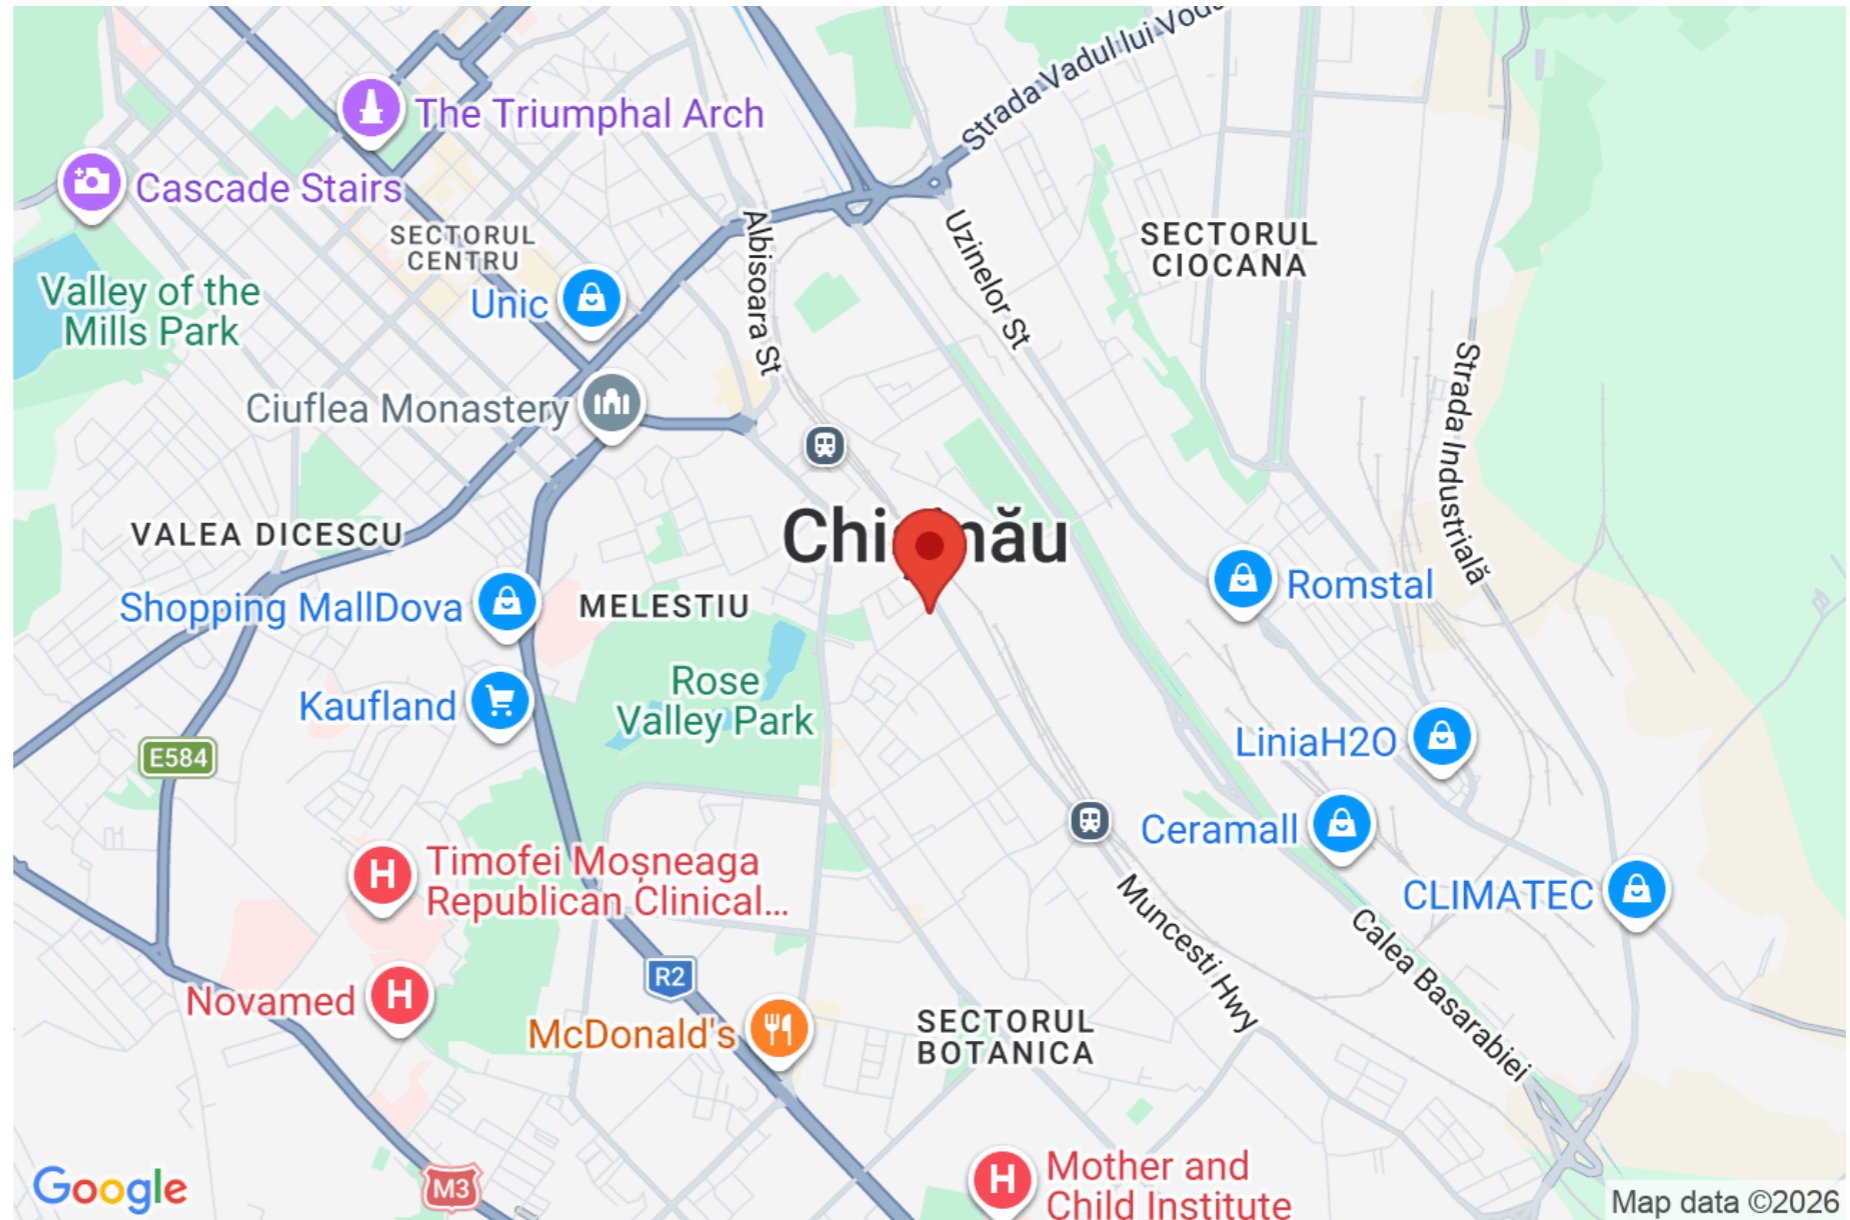 Strada Vadul lui Vodă
The Triumphal Arch
Cascade Stairs
SECTORUL
CENTRU
Albisoara St
Uzinelor St
SECTORUL
CIOCANA
Valley of the
Mills Park
Unic
Strada Industrială
Ciuflea Monastery
VALEA DICESCU
Chișinău
Romstal
Shopping MallDova
MELESTIU
Rose
Valley Park
Kaufland
E584
LiniaH2O
Ceramall
Timofei Moșneaga
Republican Clinical...
CLIMATEC
Muncesti Hwy
Calea Basarabiei
R2
Novamed
McDonald's
SECTORUL
BOTANICA
Mother and
Child Institute
M3
Google
Map data ©2026